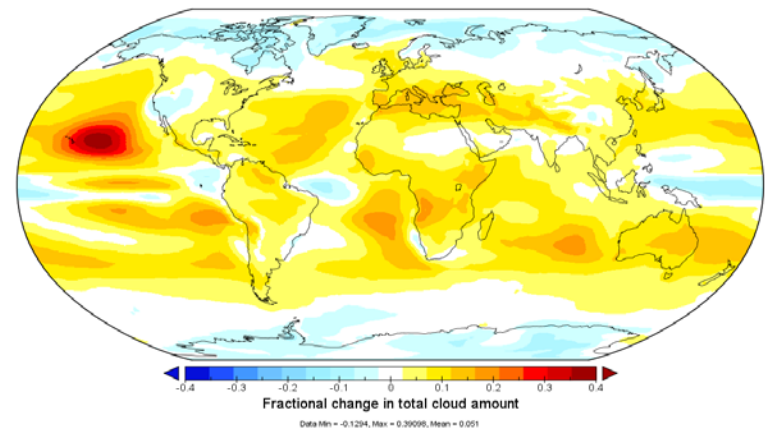 -0.4 -0.3 -0.2 -0.1 0 0.1 0.2 0.3 0.4
Fractional change in total cloud amount
Data Min = -0.1294, Max = 0.39098, Mean = 0.051